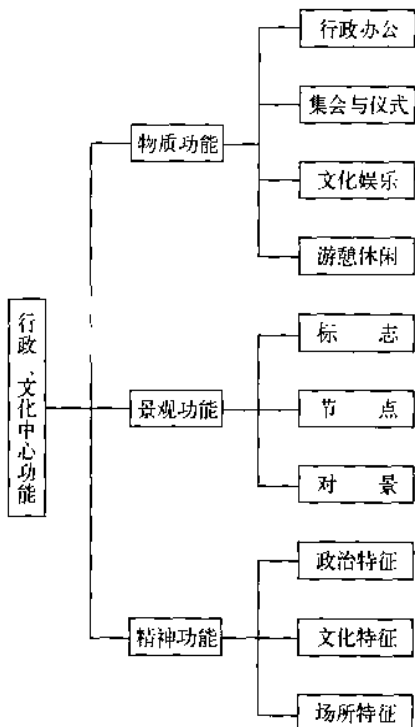 行政、文化中心功能
物质功能
行政办公
集会与仪式
文化娱乐
游憩休闲
景观功能
标 志
节 点
对 景
精神功能
政治特征
文化特征
场所特征